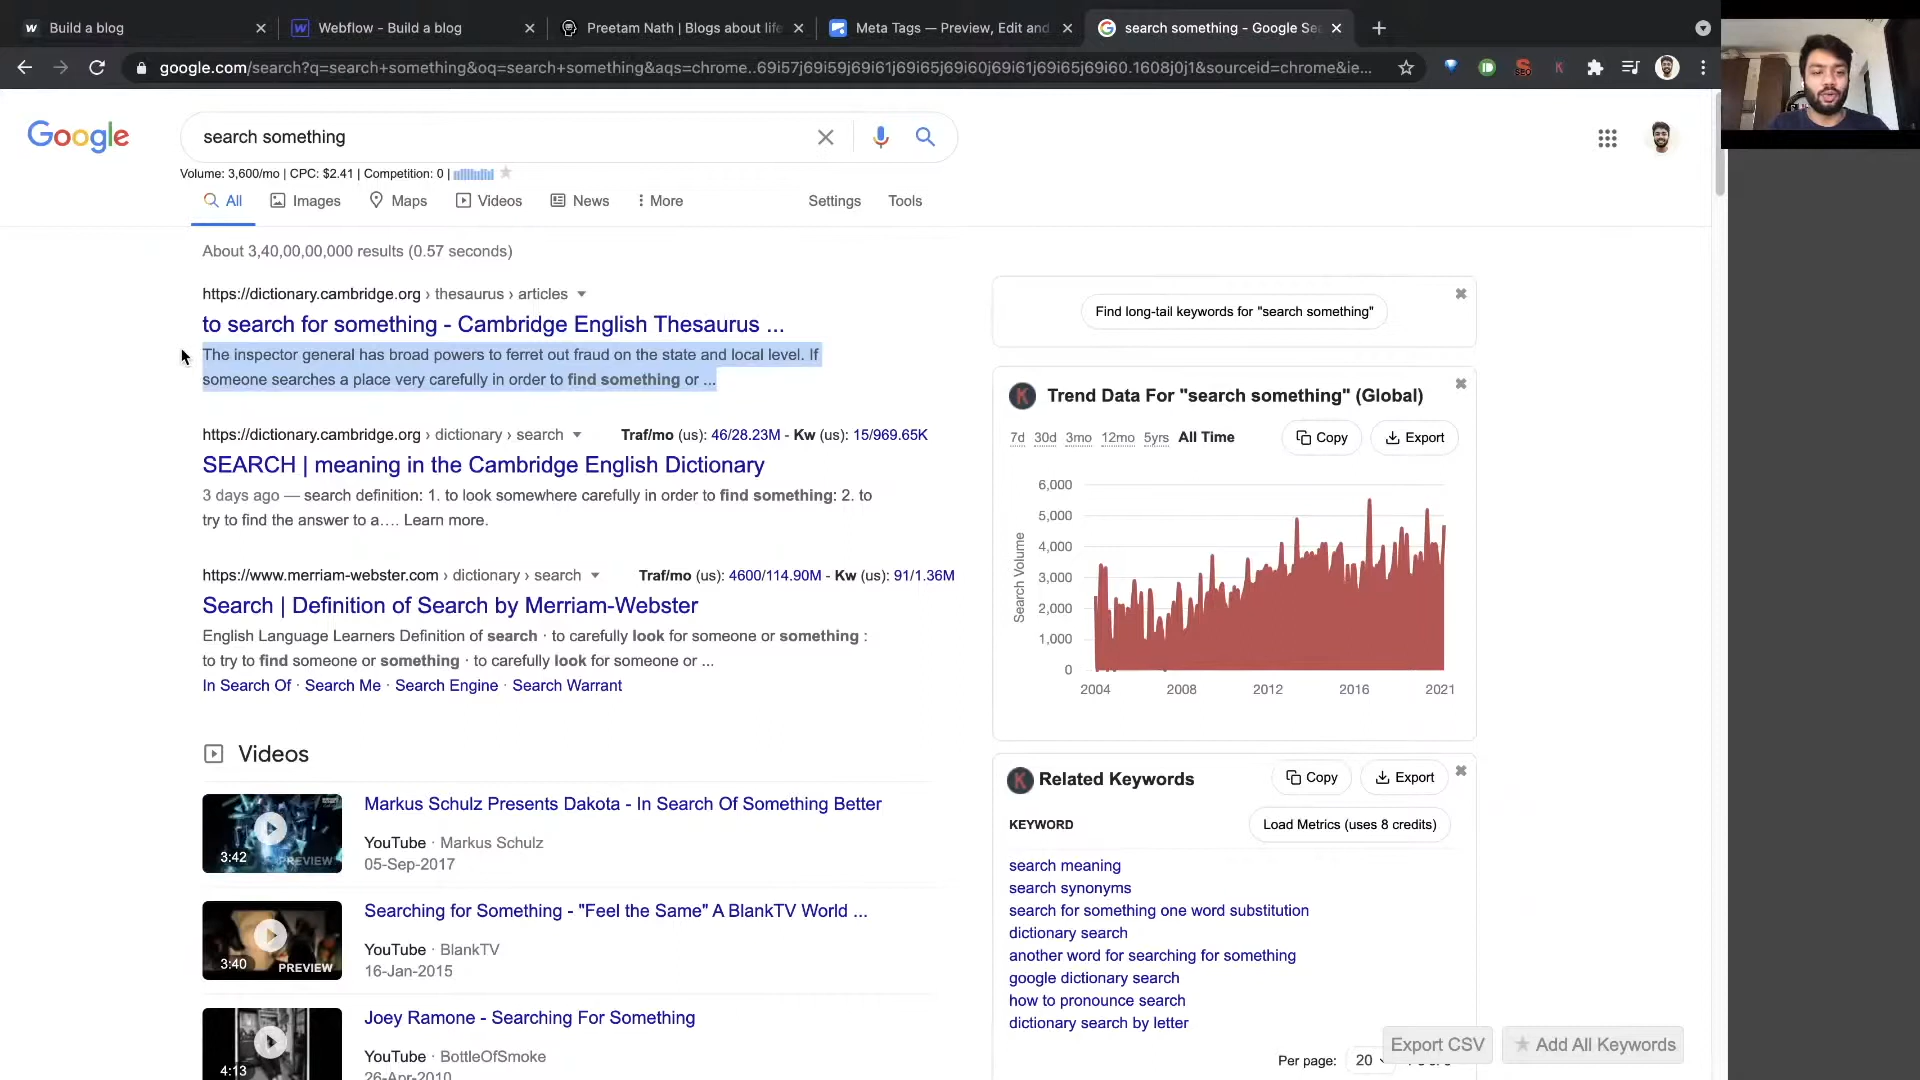 w Build a blog
Webflow - Build a blog
Preetam Nath | Blogs about life
Meta Tags — Preview, Edit and
search something - Google Se
google.com/search?q=search+something&oq=search+something&aqs=chrome..69i57j69i59j69i61j69i65j69i60j69i61j69i65j69i60.1608j0j1&sourceid=chrome&ie...
Google
search something
Volume: 3,600/mo | CPC: $2.41 | Competition: 0 |
All
Images
Maps
Videos
News
More
Settings
Tools
About 3,40,00,00,000 results (0.57 seconds)
https://dictionary.cambridge.org › thesaurus › articles
to search for something - Cambridge English Thesaurus ...
The inspector general has broad powers to ferret out fraud on the state and local level. If
someone searches a place very carefully in order to find something or ...
https://dictionary.cambridge.org › dictionary › search
Traf/mo (us): 46/28.23M - Kw (us): 15/969.65K
SEARCH | meaning in the Cambridge English Dictionary
3 days ago — search definition: 1. to look somewhere carefully in order to find something: 2. to
try to find the answer to a…. Learn more.
https://www.merriam-webster.com › dictionary › search
Traf/mo (us): 4600/114.90M - Kw (us): 91/1.36M
Search | Definition of Search by Merriam-Webster
English Language Learners Definition of search · to carefully look for someone or something :
to try to find someone or something · to carefully look for someone or ...
In Search Of · Search Me · Search Engine · Search Warrant
Videos
3:42
PREVIEW
Markus Schulz Presents Dakota - In Search Of Something Better
YouTube · Markus Schulz
05-Sep-2017
3:40
PREVIEW
Searching for Something - "Feel the Same" A BlankTV World ...
YouTube · BlankTV
16-Jan-2015
4:13
Joey Ramone - Searching For Something
YouTube · BottleOfSmoke
26-Apr-2010
Find long-tail keywords for "search something"
K Trend Data For "search something" (Global)
7d 30d 3mo 12mo 5yrs All Time
Copy
Export
Search Volume
6,000
5,000
4,000
3,000
2,000
1,000
0
2004 2008 2012 2016 2021
K Related Keywords
Copy
Export
KEYWORD
Load Metrics (uses 8 credits)
search meaning
search synonyms
search for something one word substitution
dictionary search
another word for searching for something
google dictionary search
how to pronounce search
dictionary search by letter
Per page: 20
Export CSV
Add All Keywords